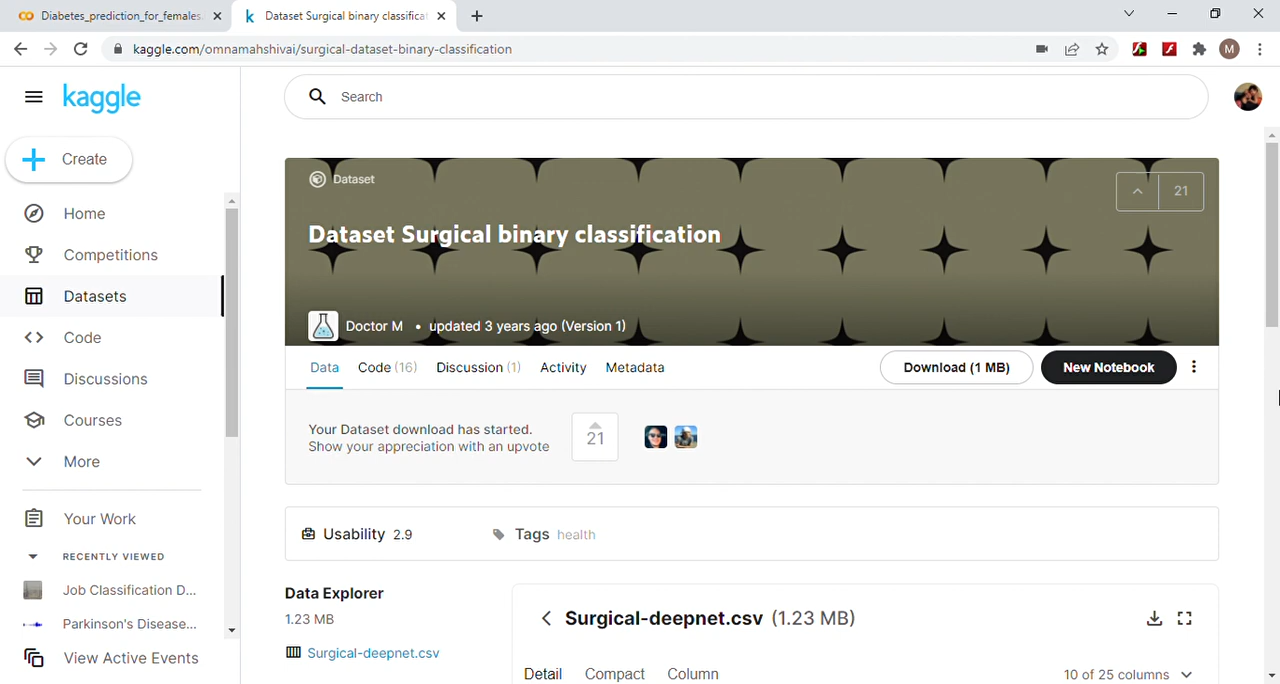 Diabetes_prediction_for_females.
Dataset Surgical binary classificat
kaggle.com/omnamahshivai/surgical-dataset-binary-classification
M
kaggle
Search
Create
Home
Competitions
Datasets
Code
Discussions
Courses
More
Your Work
RECENTLY VIEWED
Job Classification D...
Parkinson's Disease...
View Active Events
Dataset
21
Dataset Surgical binary classification
Doctor M • updated 3 years ago (Version 1)
Data Code (16) Discussion (1) Activity Metadata
Download (1 MB)
New Notebook
Your Dataset download has started.
Show your appreciation with an upvote
21
Usability 2.9
Tags health
Data Explorer
1.23 MB
Surgical-deepnet.csv
Surgical-deepnet.csv (1.23 MB)
Detail Compact Column
10 of 25 columns